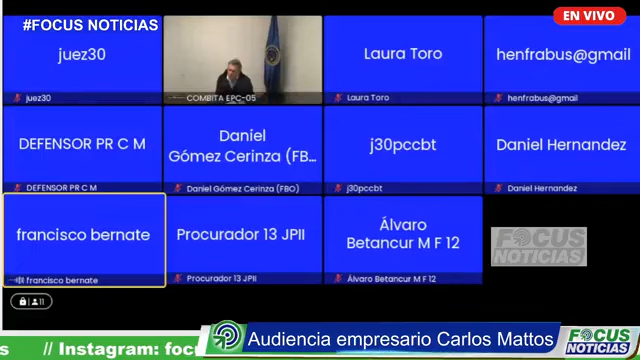 #FOCUS NOTICIAS
EN VIVO
juez30
juez30
COMBITA EPC-05
Laura Toro
Laura Toro
henfrabus@gmail
henfrabus@gmail
DEFENSOR PR C M
DEFENSOR PR C M
Daniel
Gómez Cerinza (FB...
Daniel Gómez Cerinza (FBO)
j30pccbt
j30pccbt
Daniel Hernandez
Daniel Hernandez
francisco bernate
francisco bernate
Procurador 13 JPII
Procurador 13 JPII
Álvaro
Betancur M F 12
Álvaro Betancur M F 12
FOCUS
NOTICIAS
11
s // Instagram: foc
Audiencia empresario Carlos Mattos
FOCUS
NOTICIAS